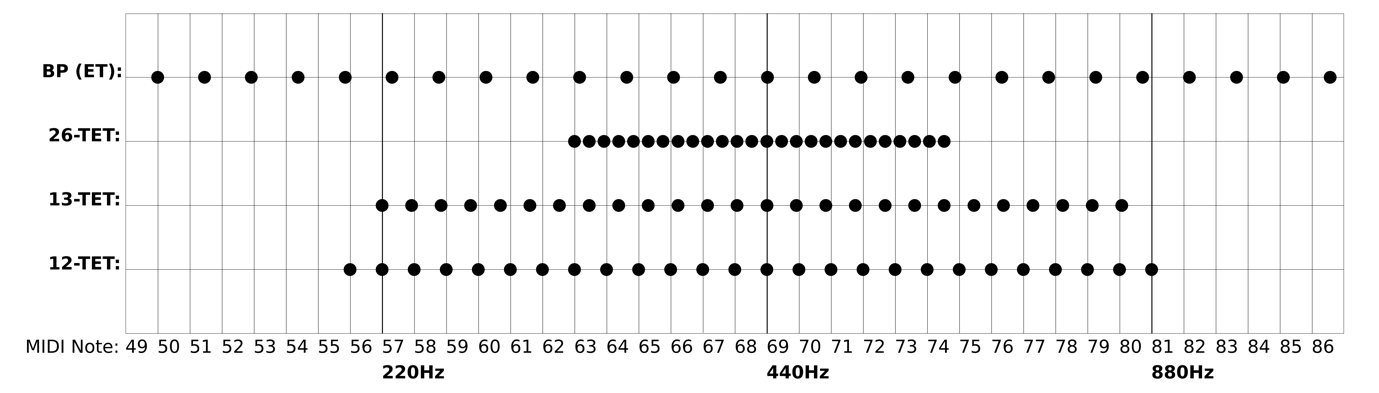 BP (ET):
26-TET:
13-TET:
12-TET:
MIDI Note: 49 50 51 52 53 54 55 56 57 58 59 60 61 62 63 64 65 66 67 68 69 70 71 72 73 74 75 76 77 78 79 80 81 82 83 84 85 86
220Hz 440Hz 880Hz